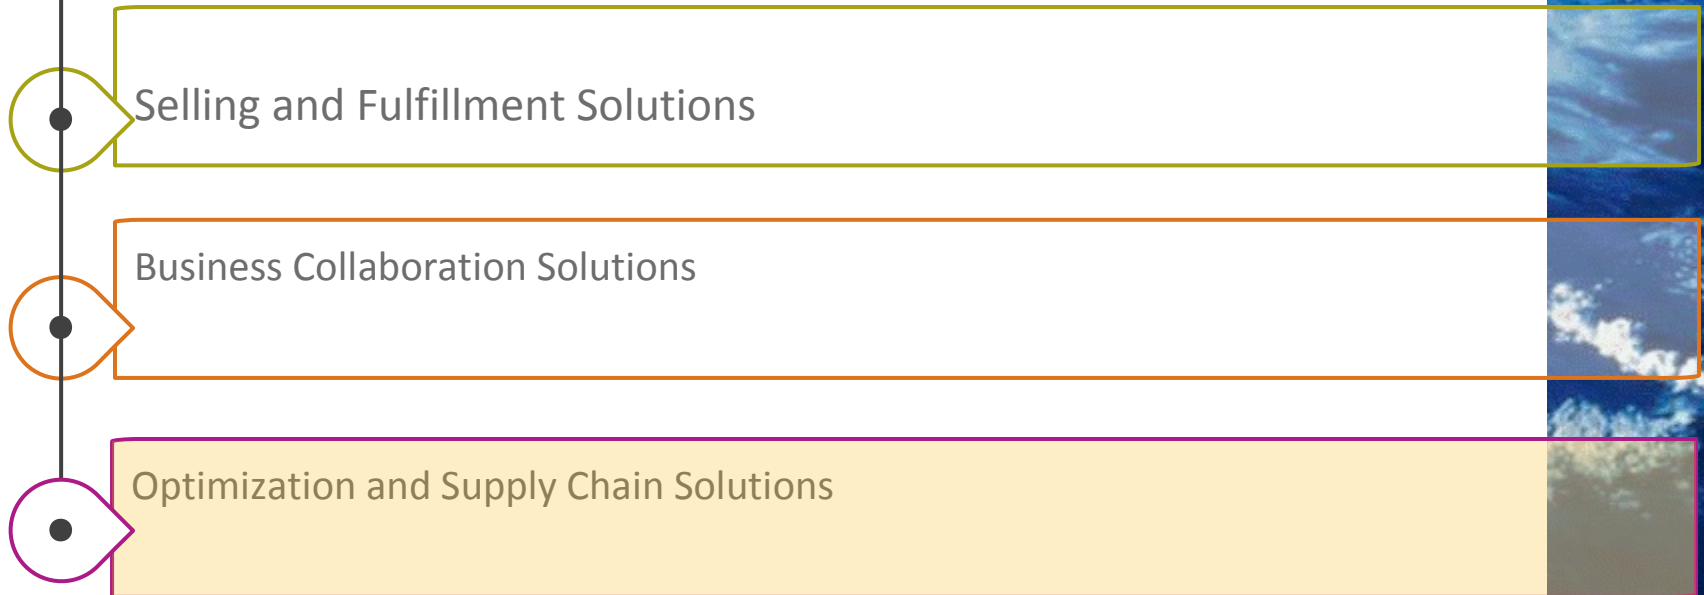 Selling and Fulfillment Solutions
Business Collaboration Solutions
Optimization and Supply Chain Solutions